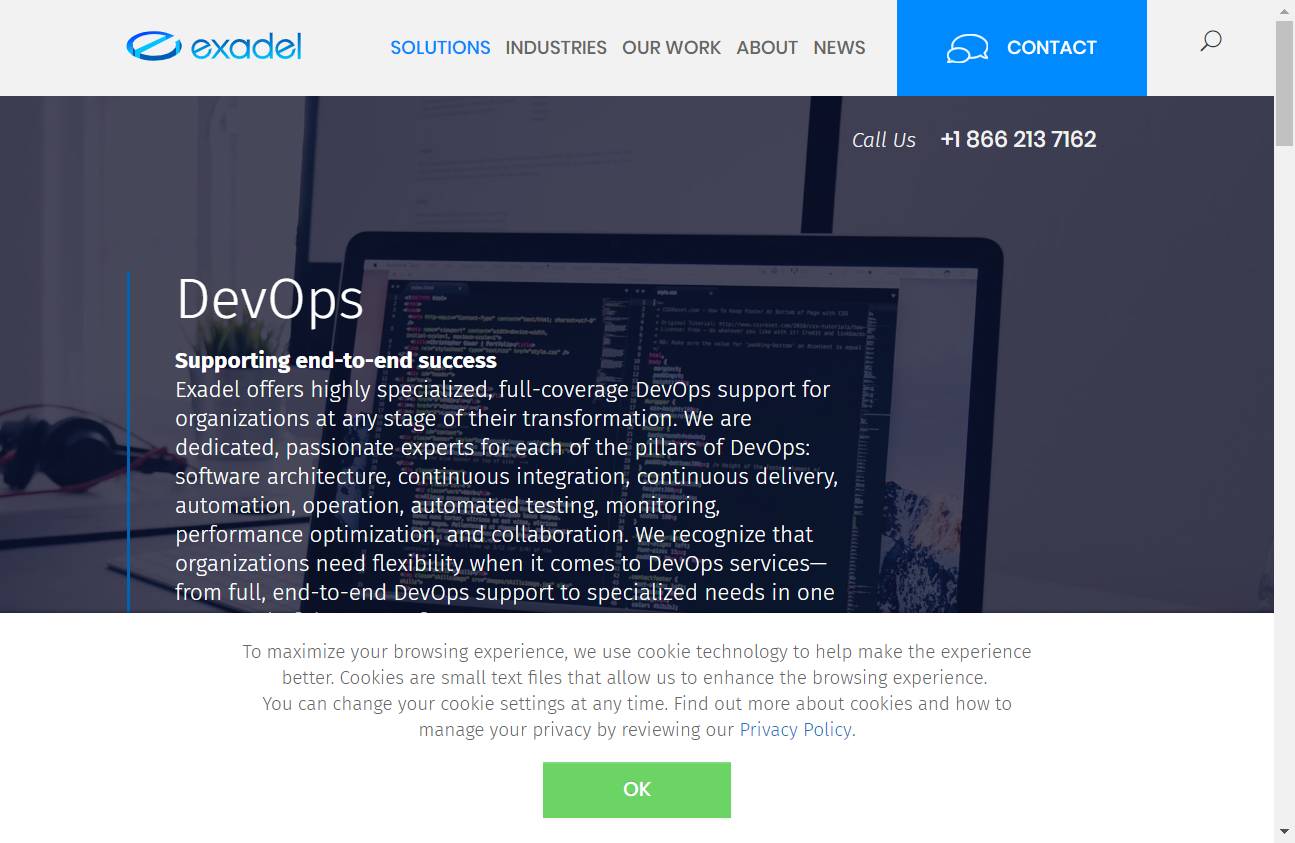 exadel
SOLUTIONS INDUSTRIES OUR WORK ABOUT NEWS
CONTACT
Call Us +1 866 213 7162
DevOps
Supporting end-to-end success
Exadel offers highly specialized, full-coverage DevOps support for
organizations at any stage of their transformation. We are
dedicated, passionate experts for each of the pillars of DevOps:
software architecture, continuous integration, continuous delivery,
automation, operation, automated testing, monitoring,
performance optimization, and collaboration. We recognize that
organizations need flexibility when it comes to DevOps services—
from full, end-to-end DevOps support to specialized needs in one
To maximize your browsing experience, we use cookie technology to help make the experience
better. Cookies are small text files that allow us to enhance the browsing experience.
You can change your cookie settings at any time. Find out more about cookies and how to
manage your privacy by reviewing our Privacy Policy.
OK